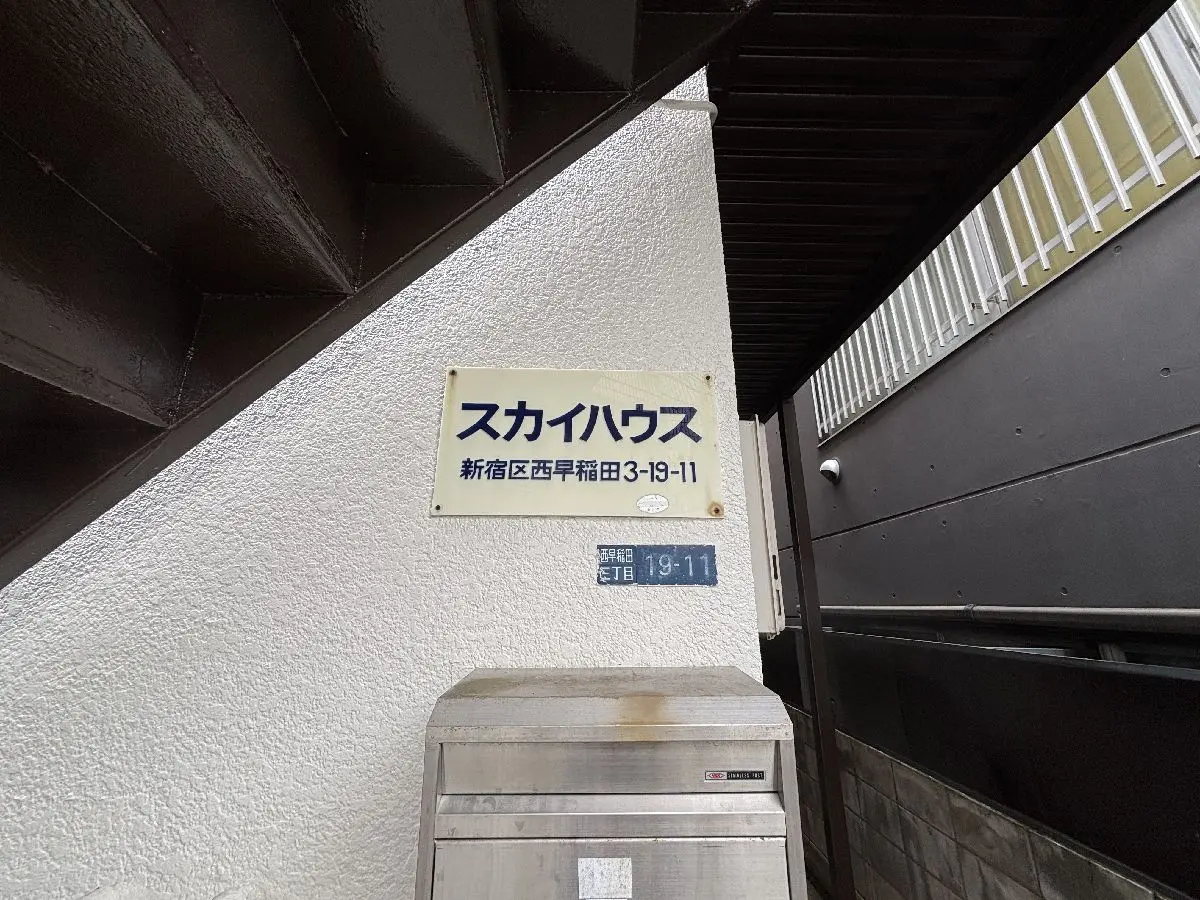 スカイハウス
新宿区西早稲田3-19-11
西早稲田
三丁目
19-11
STAINLESS POST